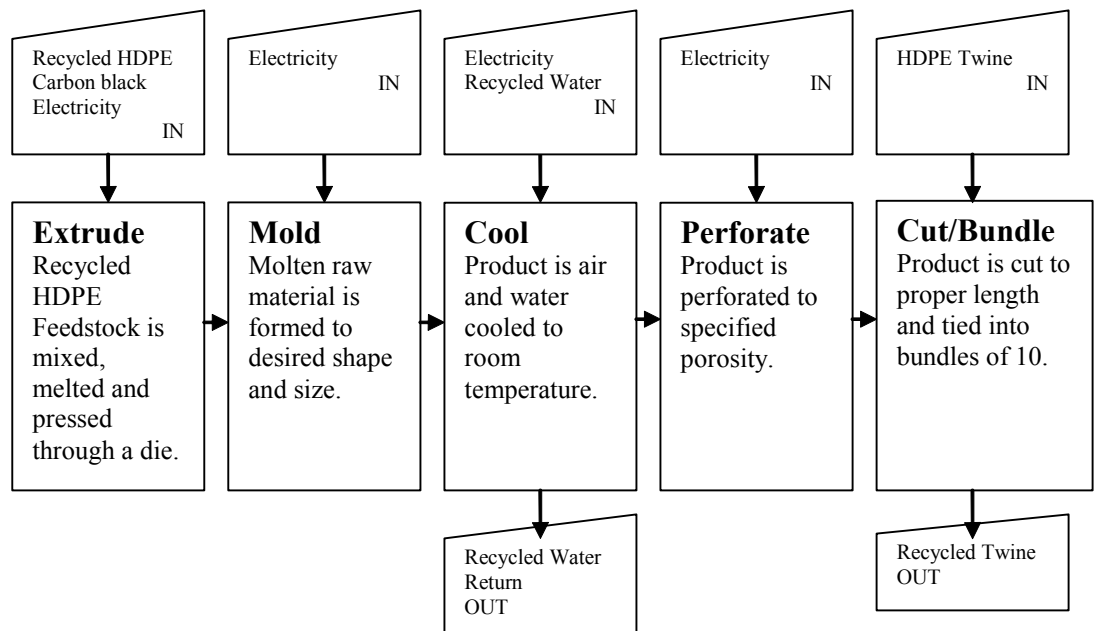 Recycled HDPE
Carbon black
Electricity
IN
Electricity
IN
Electricity
Recycled Water
IN
Electricity
IN
HDPE Twine
IN
Extrude
Recycled
HDPE
Feedstock is
mixed,
melted and
pressed
through a die.
Mold
Molten raw
material is
formed to
desired shape
and size.
Cool
Product is air
and water
cooled to
room
temperature.
Perforate
Product is
perforated to
specified
porosity.
Cut/Bundle
Product is cut to
proper length
and tied into
bundles of 10.
Recycled Water
Return
OUT
Recycled Twine
OUT